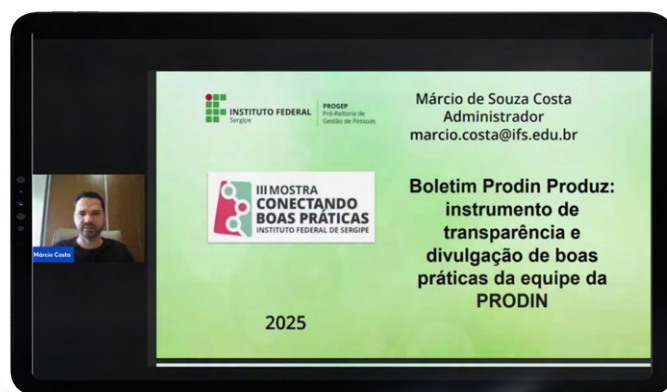 INSTITUTO FEDERAL
Sergipe
PROGEP
Pró-Reitoria de
Gestão de Pessoas
Márcio de Souza Costa
Administrador
marcio.costa@ifs.edu.br
III MOSTRA
CONECTANDO
BOAS PRÁTICAS
INSTITUTO FEDERAL DE SERGIPE
Boletim Prodin Produz:
instrumento de
transparência e
divulgação de boas
práticas da equipe da
PRODIN
Márcio Costa
2025